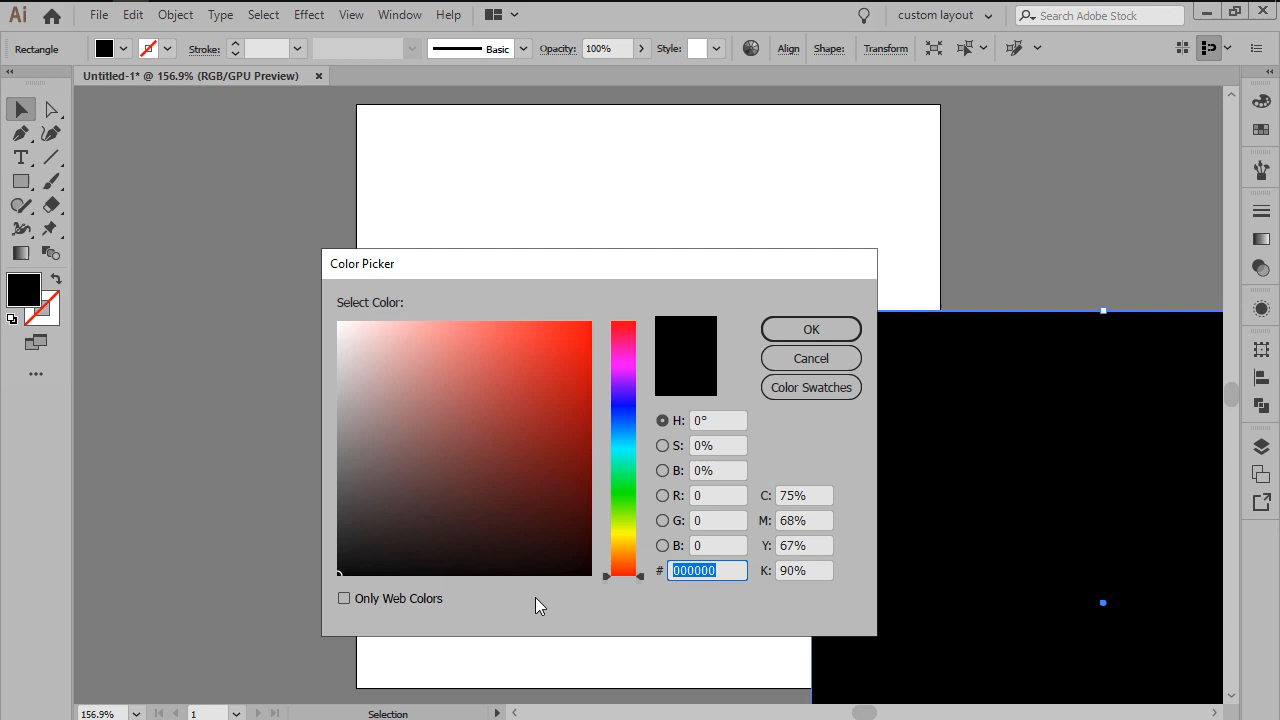 Ai File Edit Object Type Select Effect View Window Help custom layout Search Adobe Stock
Rectangle Stroke: Basic Opacity: 100% Style: Align Shape: Transform
Untitled-1* @ 156.9% (RGB/GPU Preview)
T
Color Picker
Select Color:
OK
Cancel
Color Swatches
H: 0°
S: 0%
B: 0%
R: 0 C: 75%
G: 0 M: 68%
B: 0 Y: 67%
# 000000 K: 90%
Only Web Colors
156.9% 1 Selection